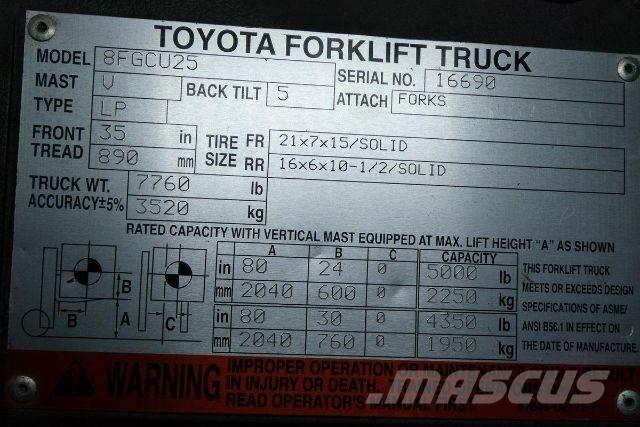 TOYOTA FORKLIFT TRUCK
MODEL 8FGCU25 SERIAL NO. 16690
MAST V BACK TILT 5 ATTACH FORKS
TYPE LP
FRONT TREAD 35 in 890 mm
TIRE SIZE FR 21x7x15/SOLID
RR 16x6x10-1/2/SOLID
TRUCK WT. 7760 lb
ACCURACY±5% 3520 kg
RATED CAPACITY WITH VERTICAL MAST EQUIPPED AT MAX. LIFT HEIGHT "A" AS SHOWN
A B C CAPACITY
in 80 24 0 5000 lb
mm 2040 600 0 2250 kg
in 80 30 0 4350 lb
mm 2040 760 0 1950 kg
THIS FORKLIFT TRUCK
MEETS OR EXCEEDS DESIGN
SPECIFICATIONS OF ASME/
ANSI B56.1 IN EFFECT ON
THE DATE OF MANUFACTURE.
B B A C
WARNING
IMPROPER OPERATION OR
IN INJURY OR DEATH.
READ OPERATOR'S MANUAL FIRST.
MASCUS